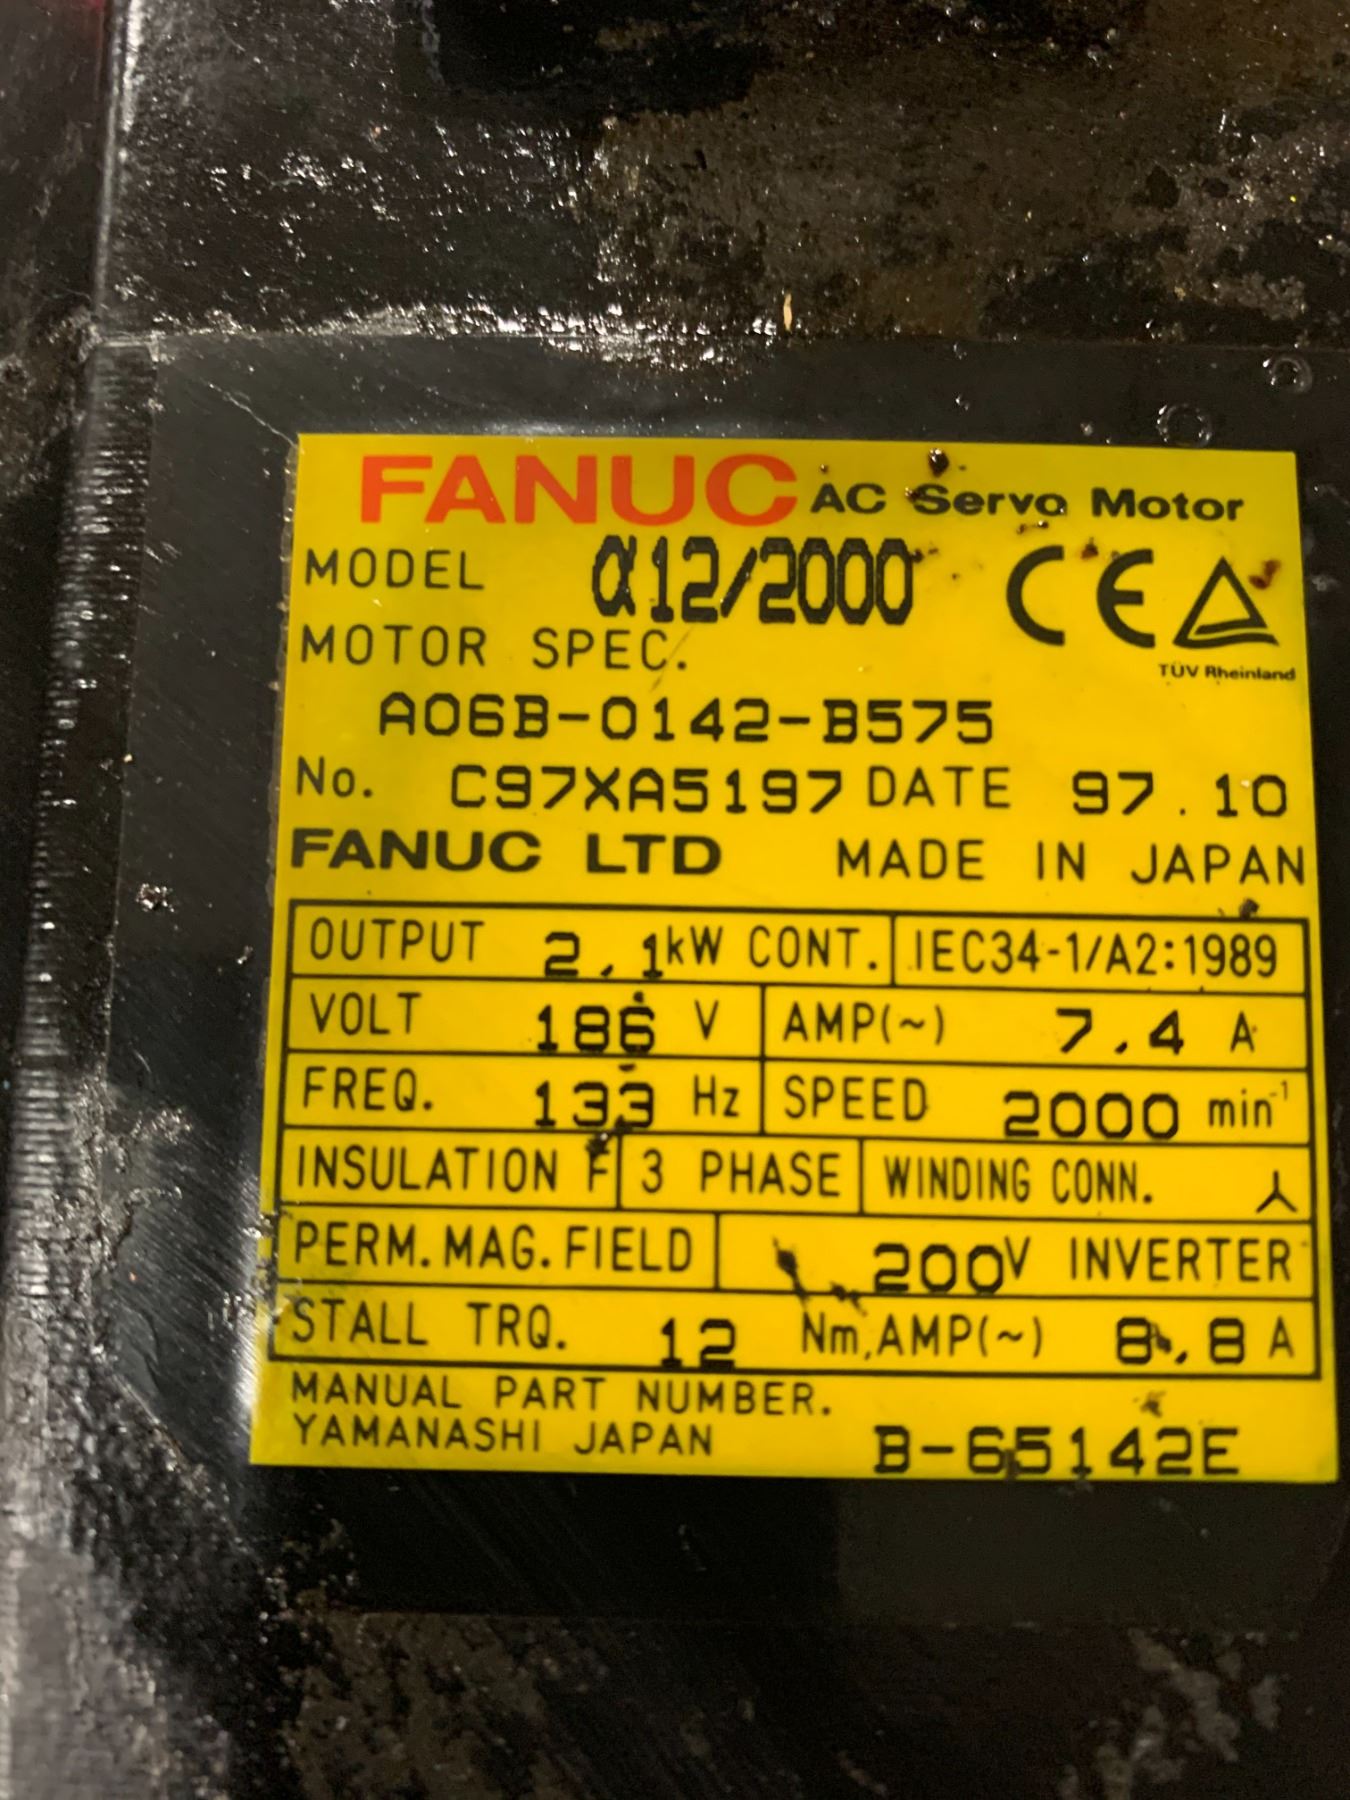 FANUC AC Servo Motor
MODEL α12/2000 CE
MOTOR SPEC.
TÜV Rheinland
A06B-0142-B575
No. C97XA5197 DATE 97.10
FANUC LTD MADE IN JAPAN
OUTPUT 2.1kW CONT. IEC34-1/A2:1989
VOLT 186 V AMP(~) 7.4 A
FREQ. 133 Hz SPEED 2000 min⁻¹
INSULATION F 3 PHASE WINDING CONN. Y
PERM.MAG.FIELD 200V INVERTER
STALL TRQ. 12 Nm,AMP(~) 8.8 A
MANUAL PART NUMBER.
YAMANASHI JAPAN B-65142E